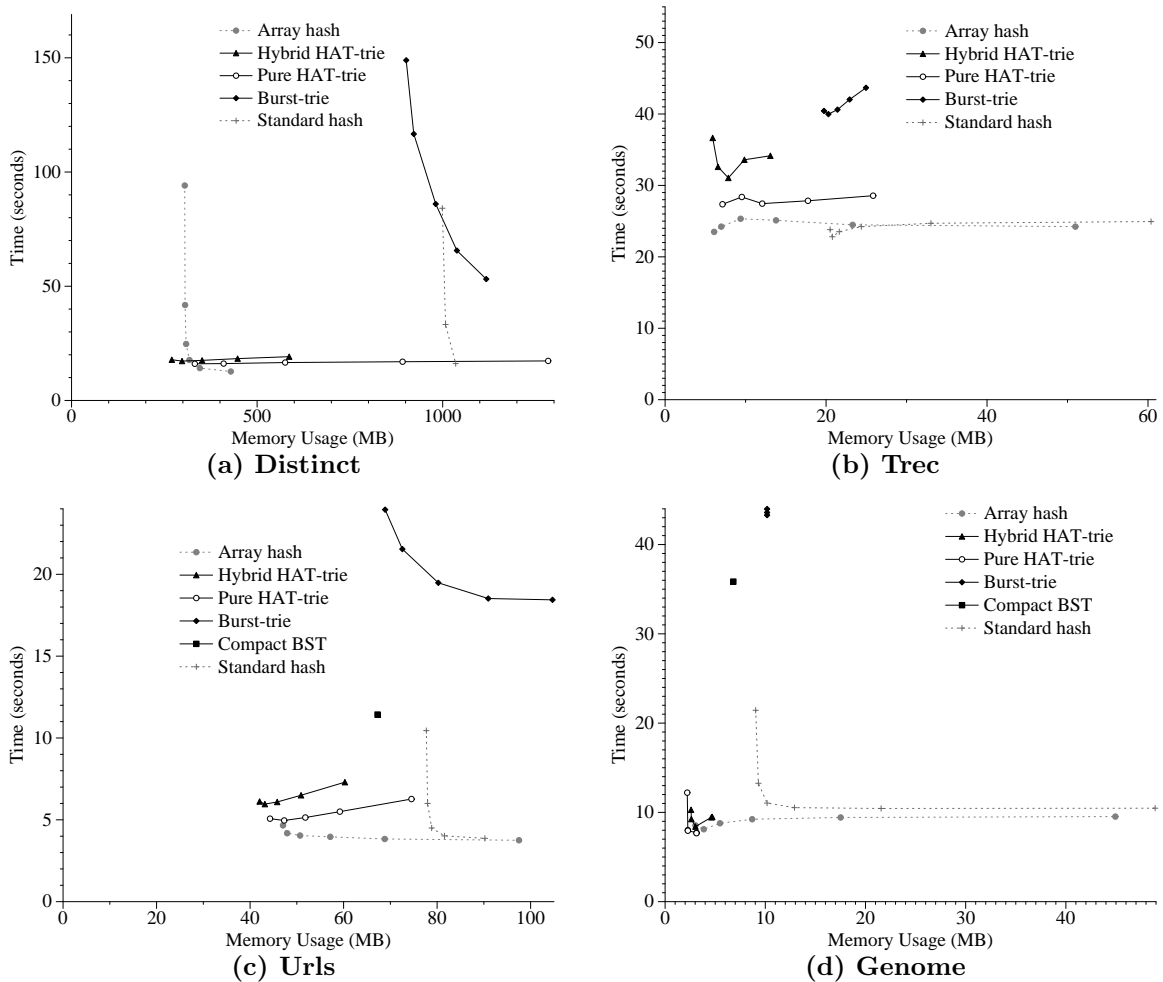 Array hash
Hybrid HAT-trie
Pure HAT-trie
Burst-trie
Standard hash
150
100
50
0
Time (seconds)
0 500 1000
Memory Usage (MB)
(a) Distinct
Array hash
Hybrid HAT-trie
Pure HAT-trie
Burst-trie
Standard hash
50
40
30
20
10
0
Time (seconds)
0 20 40 60
Memory Usage (MB)
(b) Trec
Array hash
Hybrid HAT-trie
Pure HAT-trie
Burst-trie
Compact BST
Standard hash
20
15
10
5
0
Time (seconds)
0 20 40 60 80 100
Memory Usage (MB)
(c) Urls
Array hash
Hybrid HAT-trie
Pure HAT-trie
Burst-trie
Compact BST
Standard hash
40
30
20
10
0
Time (seconds)
0 10 20 30 40
Memory Usage (MB)
(d) Genome